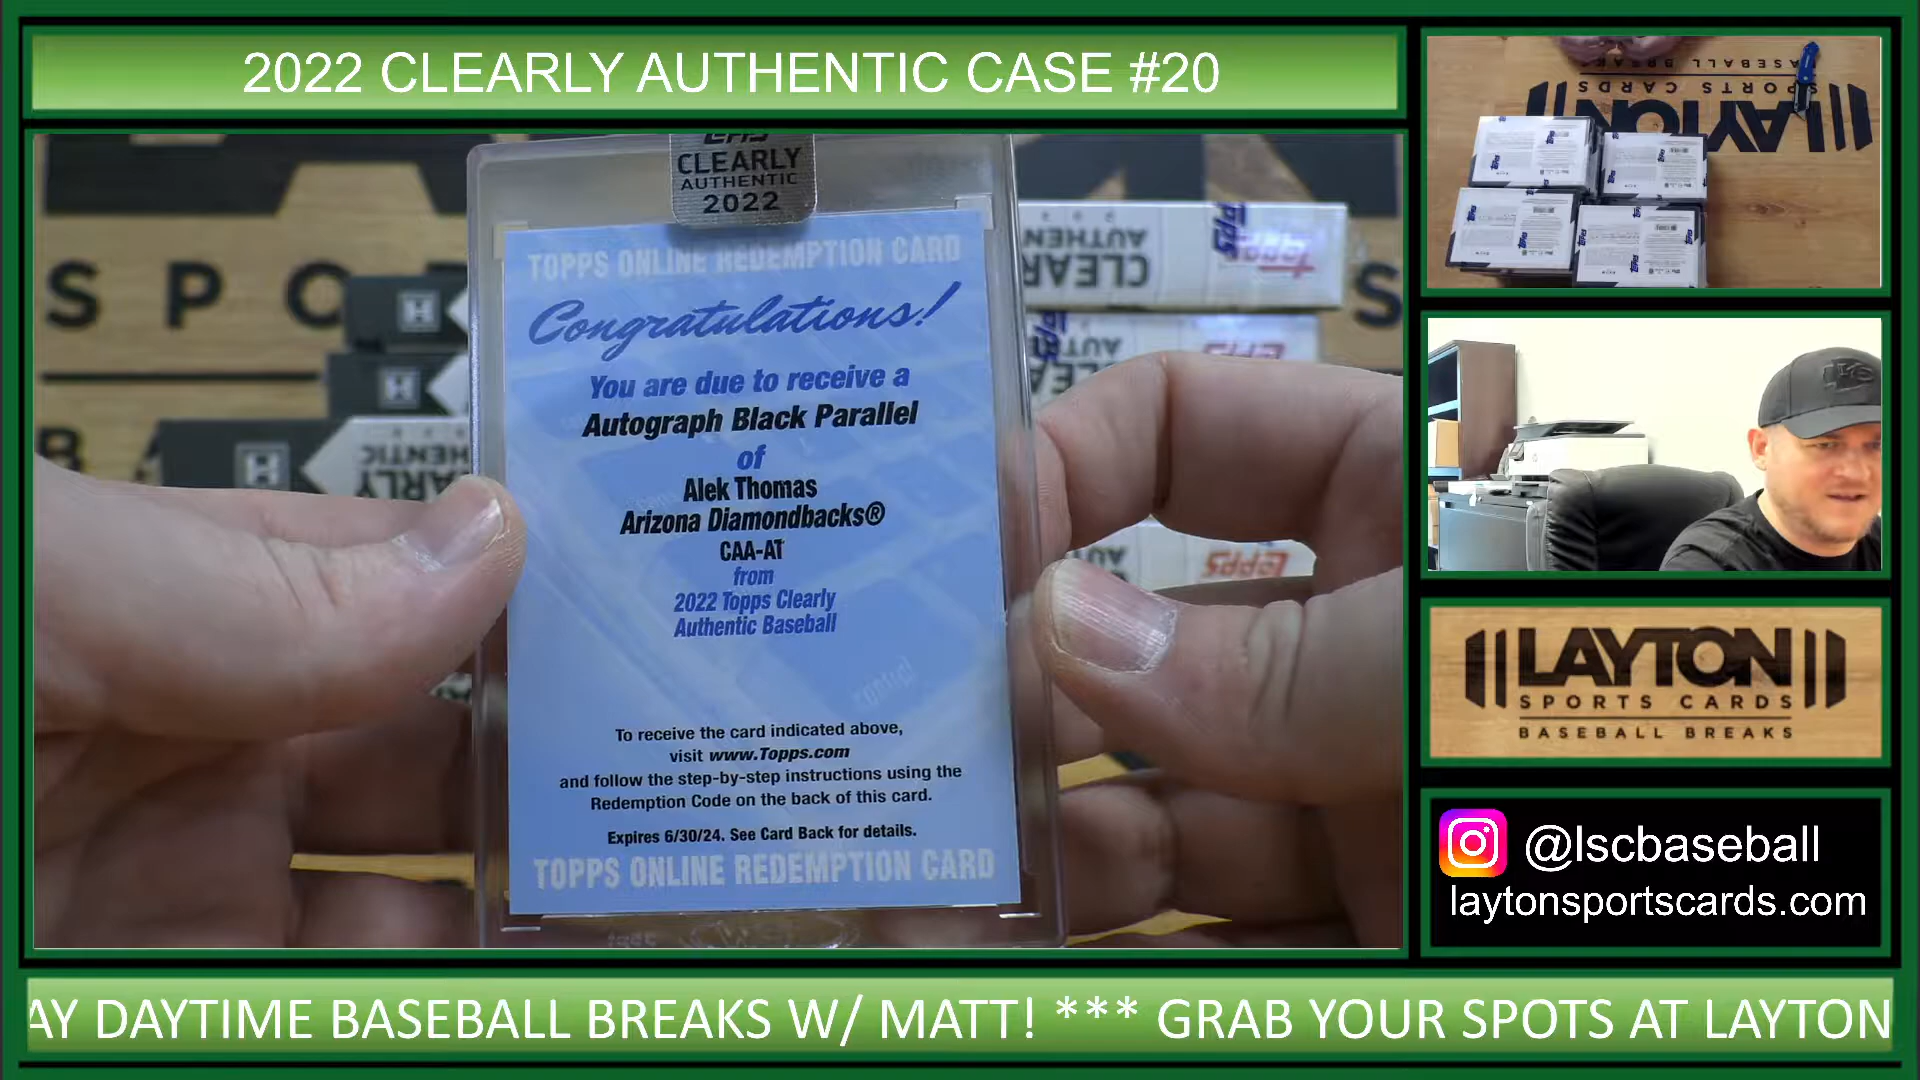 2022 CLEARLY AUTHENTIC CASE #20
CLEARLY
AUTHENTIC
2022
TOPPS ONLINE REDEMPTION CARD
Congratulations!
You are due to receive a
Autograph Black Parallel
of
Alek Thomas
Arizona Diamondbacks®
CAA-AT
from
2022 Topps Clearly
Authentic Baseball
To receive the card indicated above,
visit www.Topps.com
and follow the step-by-step instructions using the
Redemption Code on the back of this card.
Expires 6/30/24. See Card Back for details.
TOPPS ONLINE REDEMPTION CARD
BASEBALL BREAKS
SPORTS CARDS
LAYTON
LAYTON
SPORTS CARDS
BASEBALL BREAKS
@lscbaseball
laytonsportscards.com
AY DAYTIME BASEBALL BREAKS W/ MATT! *** GRAB YOUR SPOTS AT LAYTON